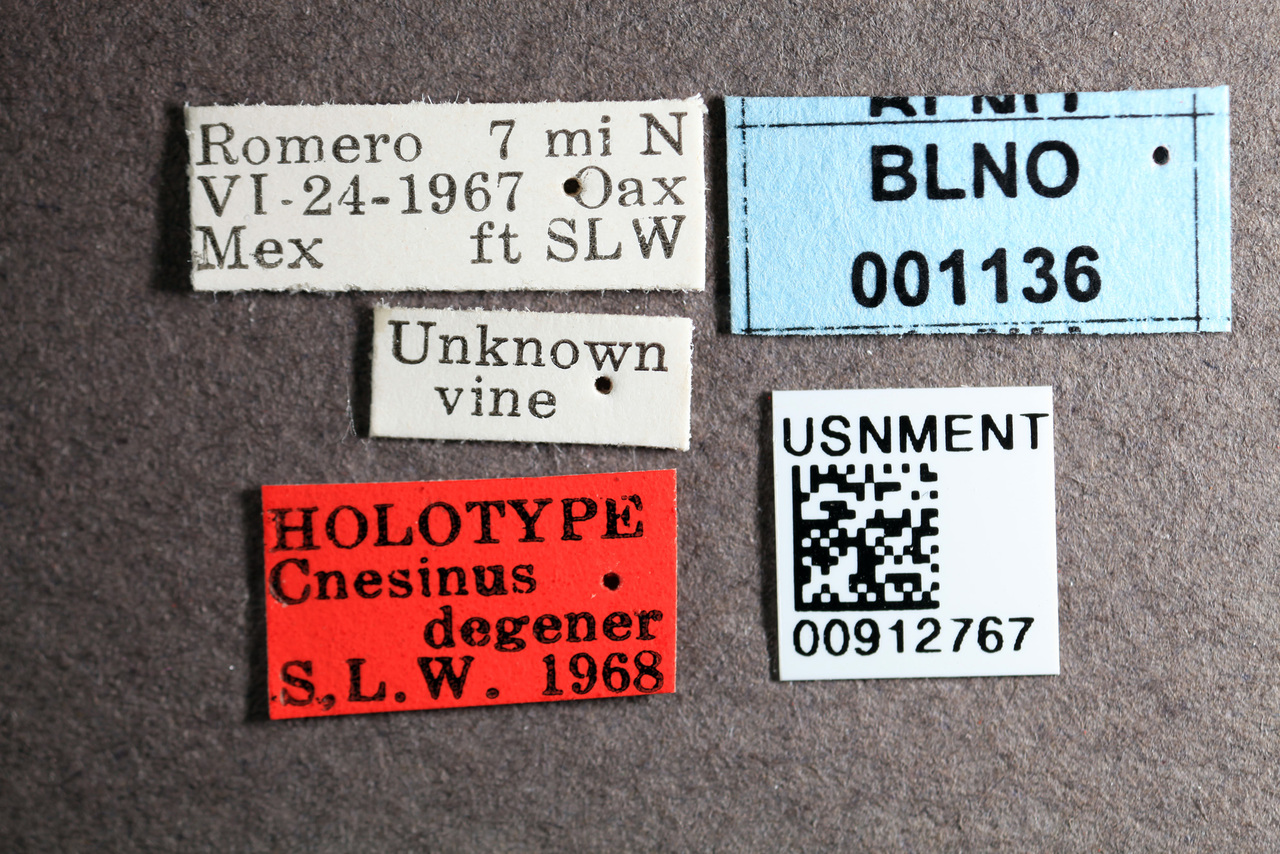 Romero 7 mi N
VI-24-1967 Oax
Mex ft SLW
Unknown
vine
HOLOTYPE
Cnesinus
degener
S.L.W. 1968
BLNO
001136
USNMENT
00912767